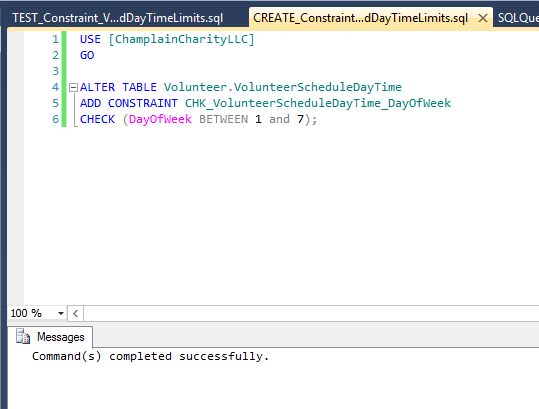 TEST_Constraint_V...dDayTimeLimits.sql CREATE_Constraint...dDayTimeLimits.sql SQLQue
1 USE [ChamplainCharityLLC]
2 GO
3
4 ALTER TABLE Volunteer.VolunteerScheduleDayTime
5 ADD CONSTRAINT CHK_VolunteerScheduleDayTime_DayOfWeek
6 CHECK (DayOfWeek BETWEEN 1 and 7);
100 %
Messages
Command(s) completed successfully.